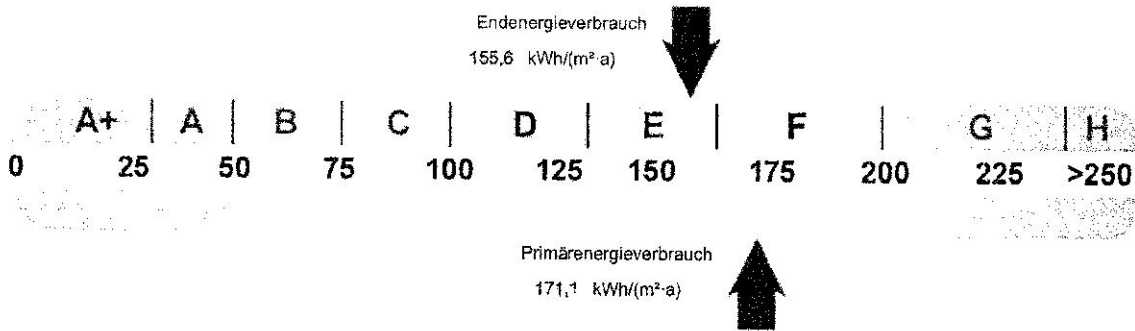 Endenergieverbrauch
155,6 kWh/(m²·a)
A+ | A | B | C | D | E | F | G | H
0 25 50 75 100 125 150 175 200 225 >250
Primärenergieverbrauch
171,1 kWh/(m²·a)